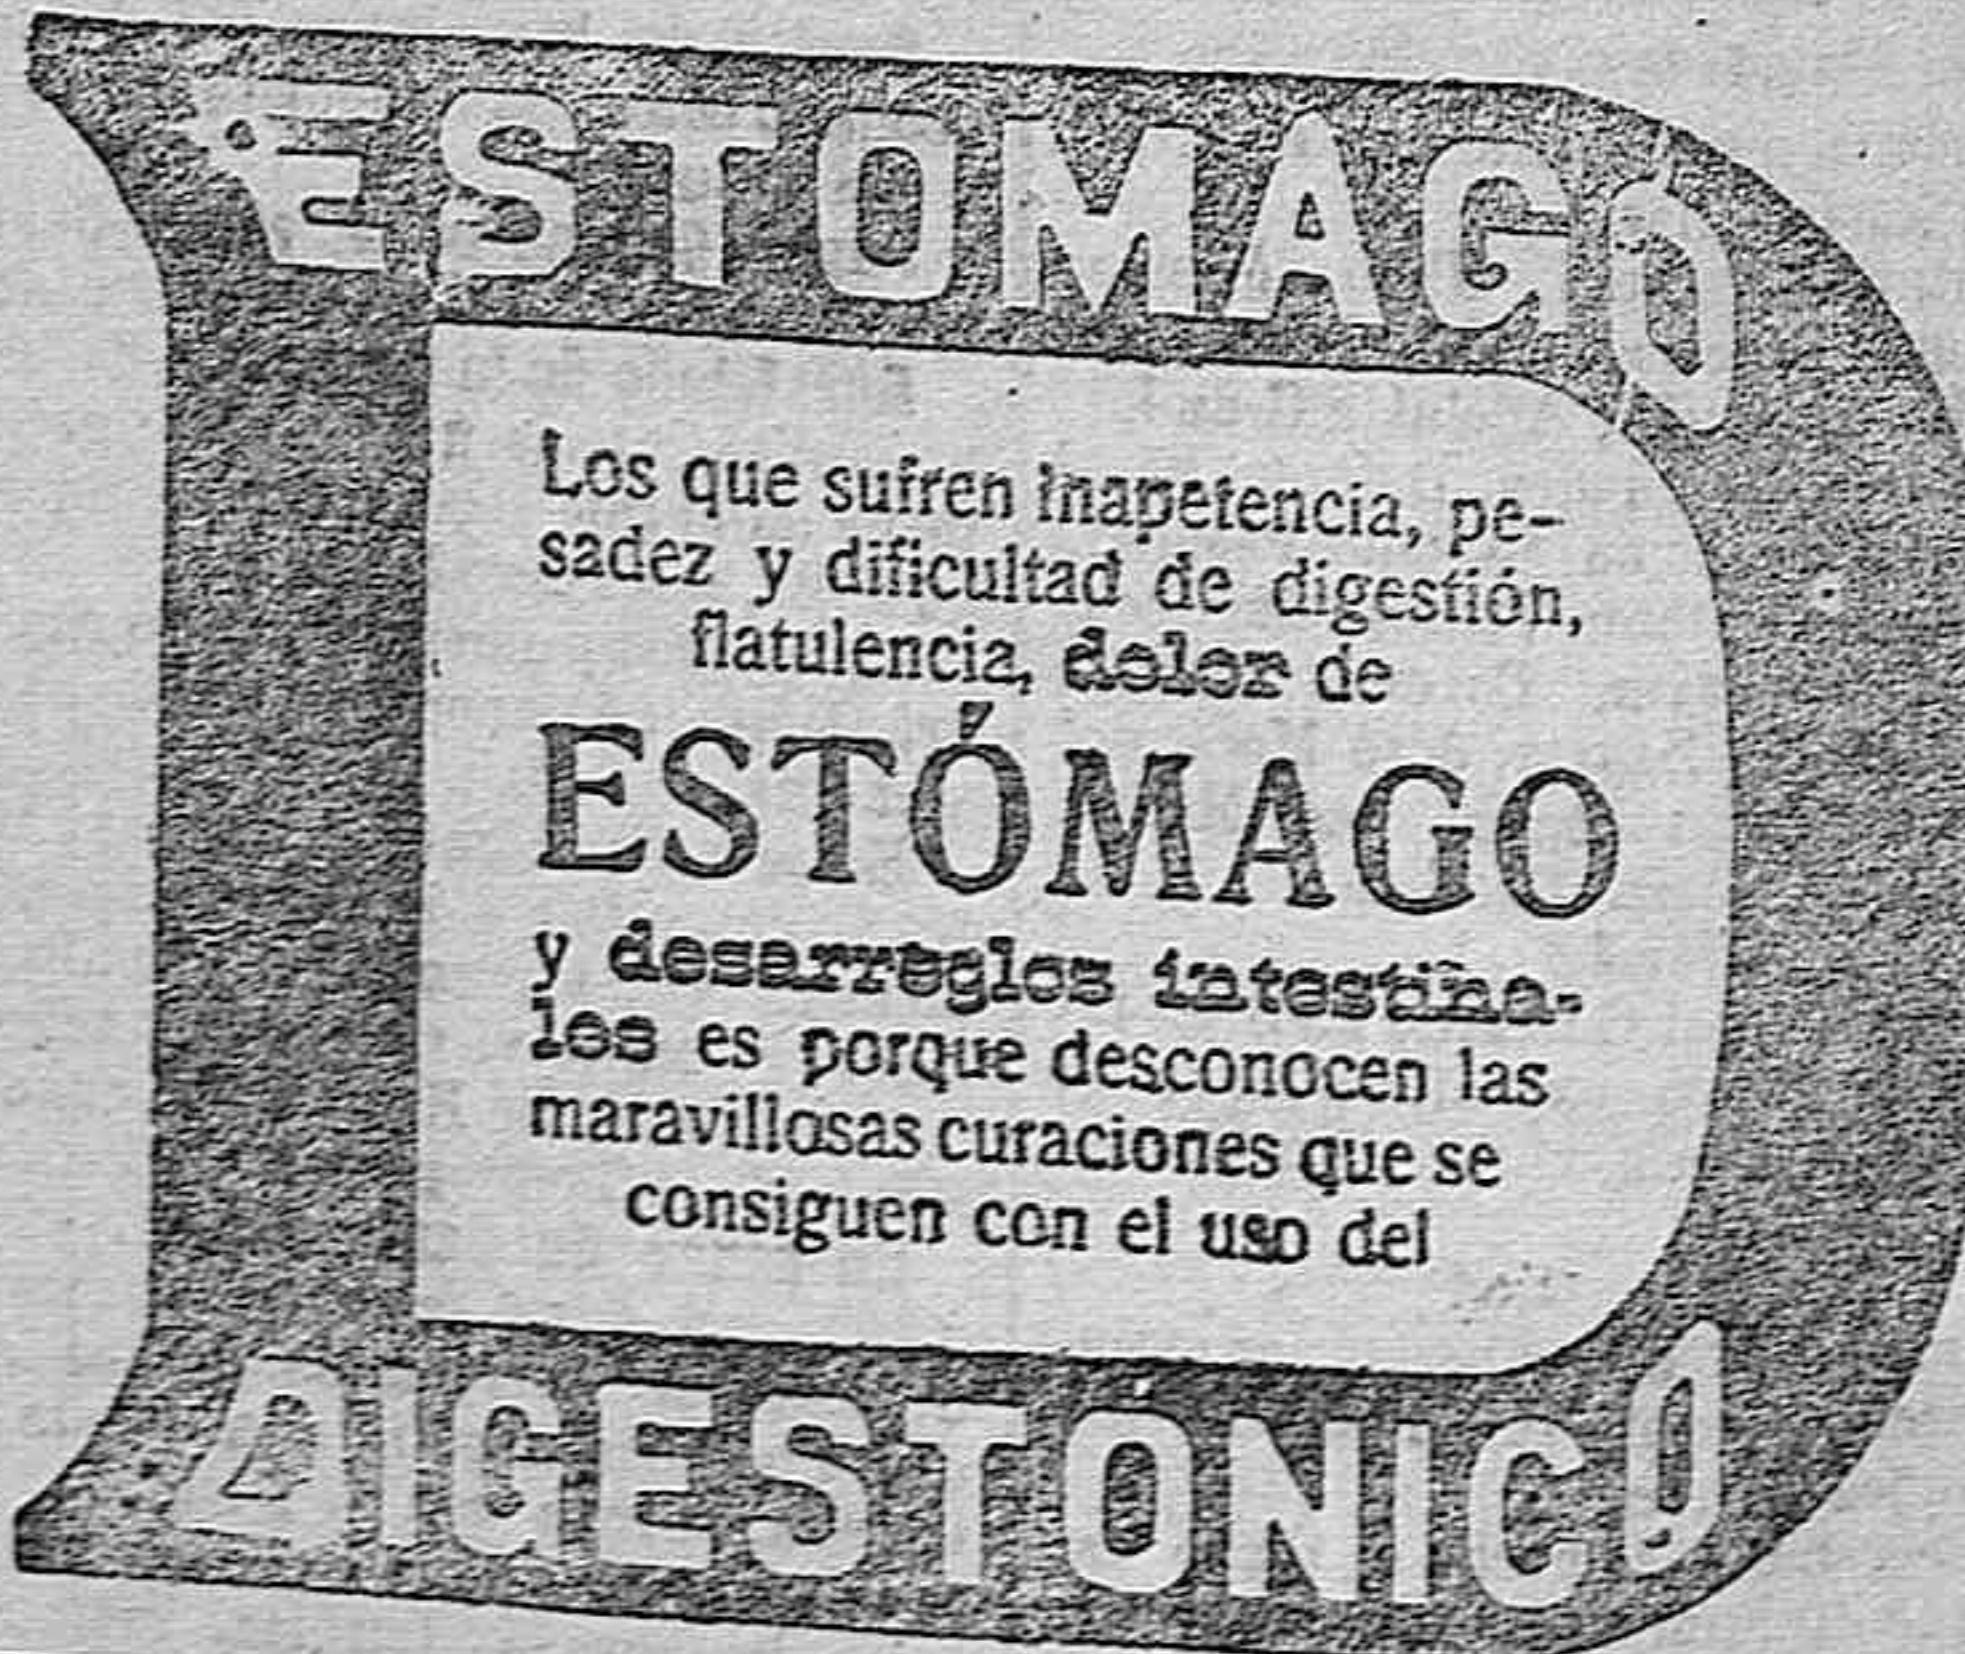 ESTOMAGO
Los que sufren inapetencia, pe-
sadez y dificultad de digestión,
flatulencia, dolor de
ESTÓMAGO
y desarreglos intestina-
les es porque desconocen las
maravillosas curaciones que se
consiguen con el uso del
DIGESTÓNICO